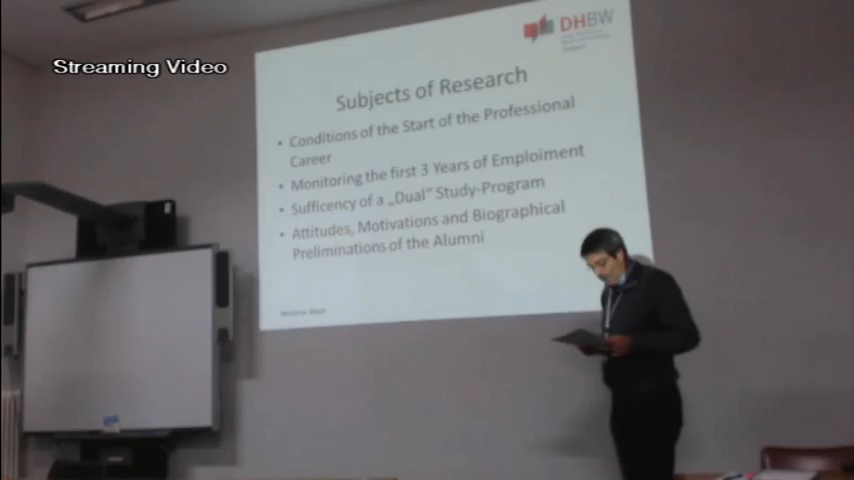 Streaming Video
DHBW
Subjects of Research
• Conditions of the Start of the Professional
Career
• Monitoring the first 3 Years of Emploiment
• Sufficency of a „Dual“ Study-Program
• Attitudes, Motivations and Biographical
Preliminations of the Alumni